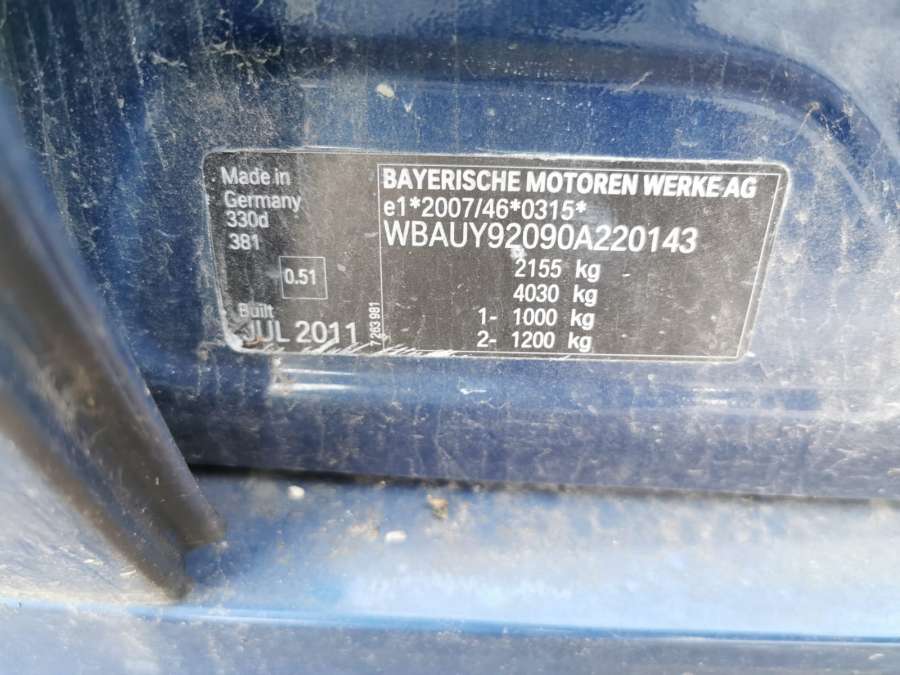 Made in
Germany
330d
381
0.51
Built
JUL 2011
7 263 981
BAYERISCHE MOTOREN WERKE AG
e1*2007/46*0315*
WBAUY92090A220143
2155 kg
4030 kg
1- 1000 kg
2- 1200 kg